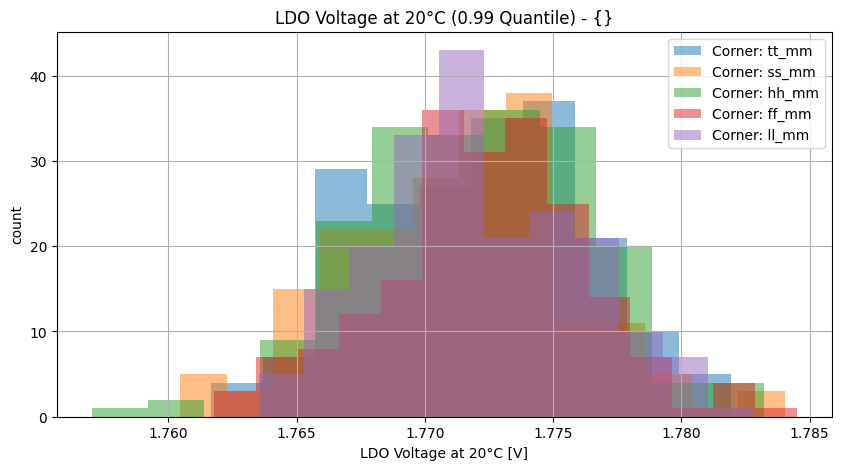 LDO Voltage at 20°C (0.99 Quantile) - {}
Corner: tt_mm
Corner: ss_mm
Corner: hh_mm
Corner: ff_mm
Corner: ll_mm
40
30
20
10
0
count
1.760 1.765 1.770 1.775 1.780 1.785
LDO Voltage at 20°C [V]